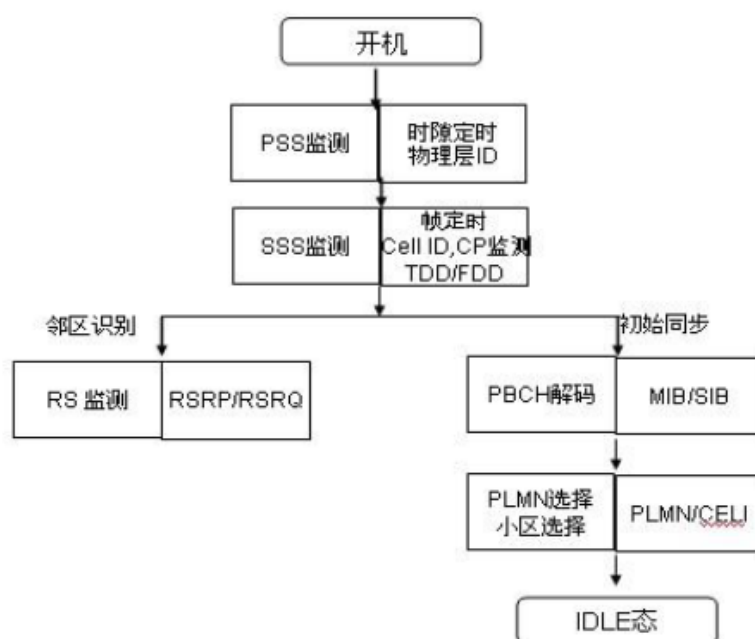 开机
PSS监测
时隙定时
物理层ID
SSS监测
帧定时
Cell ID,CP监测
TDD/FDD
邻区识别
初始同步
RS 监测
RSRP/RSRQ
PBCH解码
MIB/SIB
PLMN选择
小区选择
PLMN/CELl
IDLE态